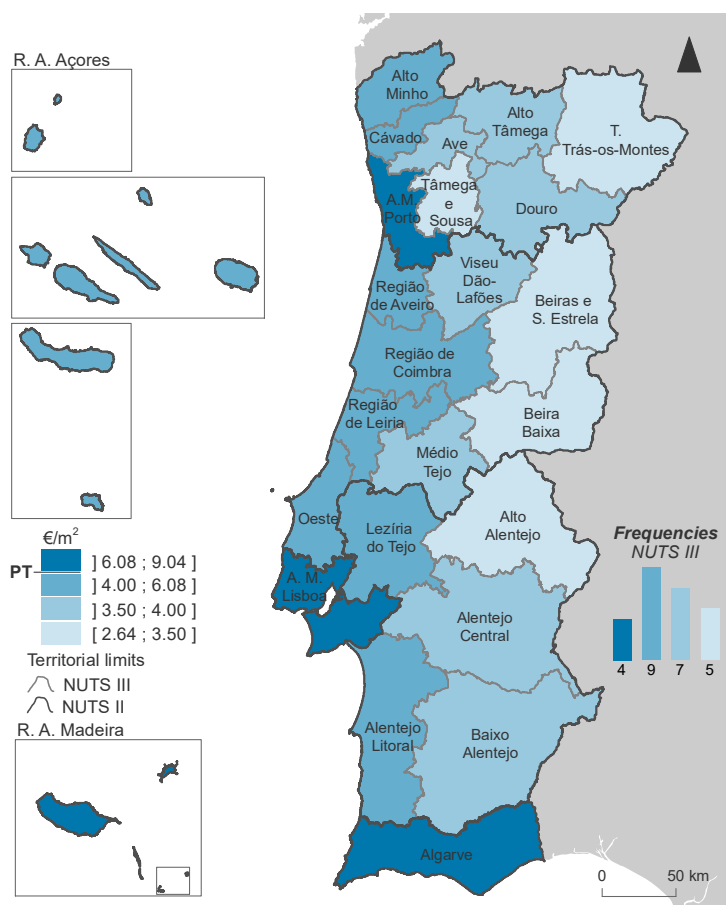 R. A. Açores
Alto
Minho
Cávado
Ave
Alto
Tâmega
T.
Trás-os-Montes
A.M.
Porto
Tâmega
e
Sousa
Douro
Região
de Aveiro
Viseu
Dão-
Lafões
Beiras e
S. Estrela
Região de
Coimbra
Região
de Leiria
Beira
Baixa
Médio
Tejo
Oeste
Lezíria
do Tejo
Alto
Alentejo
A. M.
Lisboa
Alentejo
Central
Alentejo
Litoral
Baixo
Alentejo
Algarve
€/m²
PT
] 6.08 ; 9.04 ]
] 4.00 ; 6.08 ]
] 3.50 ; 4.00 ]
[ 2.64 ; 3.50 ]
Territorial limits
NUTS III
NUTS II
R. A. Madeira
Frequencies
NUTS III
4 9 7 5
0 50 km